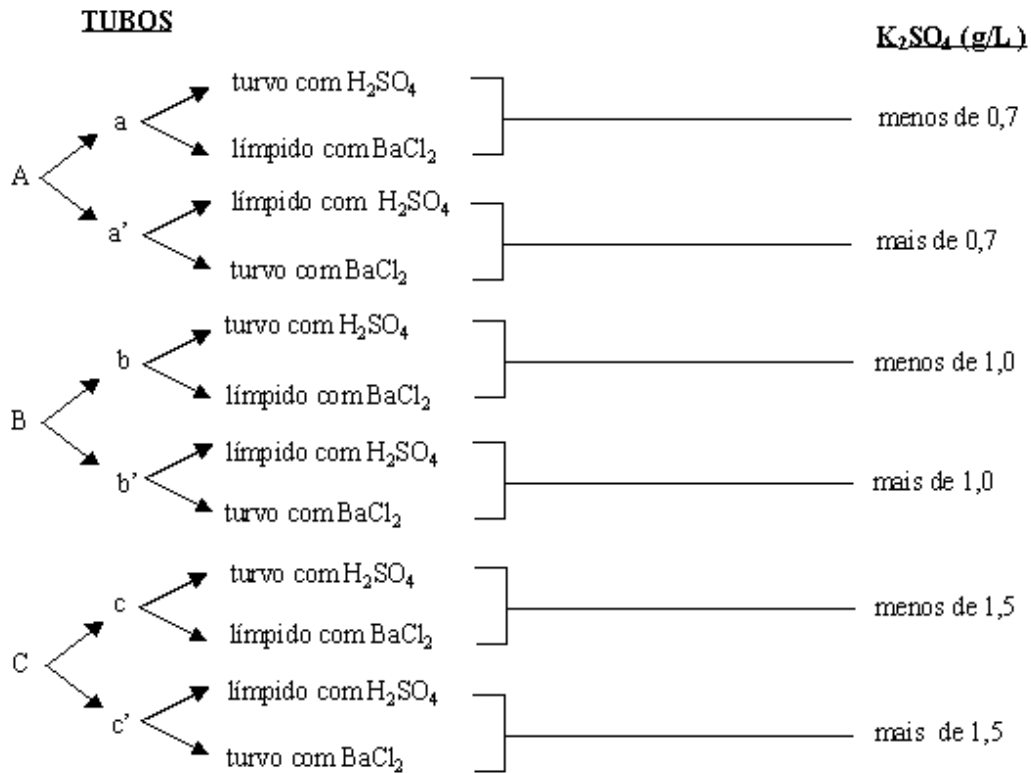 TUBOS
K₂SO₄ (g/L )
A
a
turvo com H₂SO₄
límpido com BaCl₂
menos de 0,7
a’
límpido com H₂SO₄
turvo com BaCl₂
mais de 0,7
B
b
turvo com H₂SO₄
límpido com BaCl₂
menos de 1,0
b’
límpido com H₂SO₄
turvo com BaCl₂
mais de 1,0
C
c
turvo com H₂SO₄
límpido com BaCl₂
menos de 1,5
c’
límpido com H₂SO₄
turvo com BaCl₂
mais de 1,5